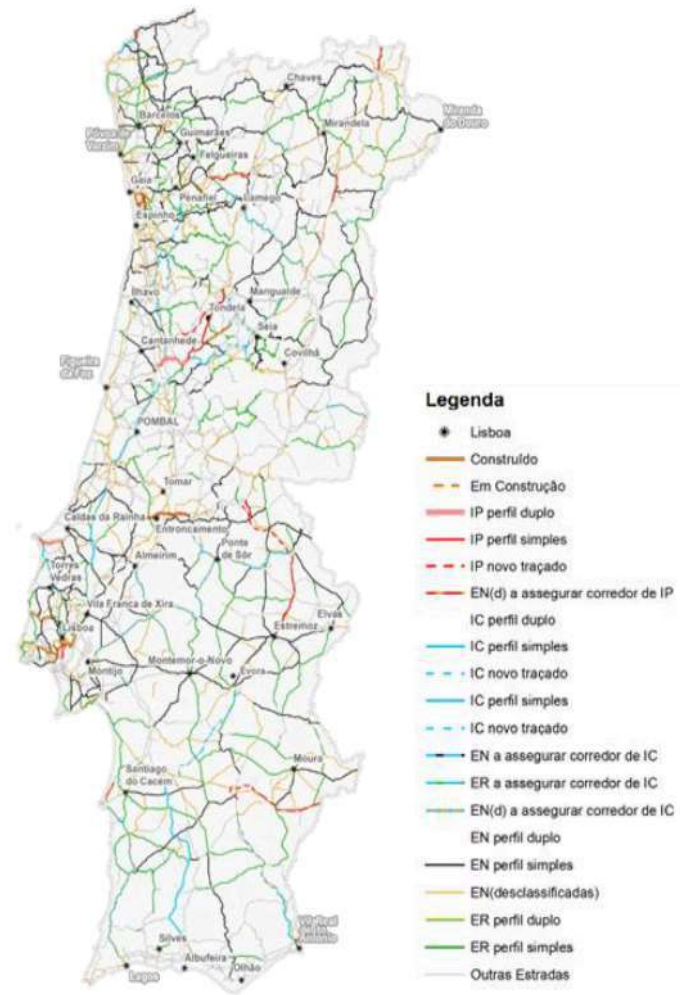 Chaves
Miranda
do Douro
Barcelos
Mirandela
Póvoa de
Varzim
Guimarães
Felgueiras
Gaia
Penafiel
Lamego
Espinho
Ílhavo
Mangualde
Tondela
Seia
Cantanhede
Covilhã
Figueira
da Foz
POMBAL
Tomar
Caldas da Rainha
Entroncamento
Ponte
de Sôr
Almeirim
Torres
Vedras
Vila Franca de Xira
Elvas
Lisboa
Estremoz
Montemor-o-Novo
Évora
Montijo
Moura
Santiago
do Cacém
Vila Real
de Santo
António
Silves
Albufeira
Lagos
Olhão
Legenda
Lisboa
Construído
Em Construção
IP perfil duplo
IP perfil simples
IP novo traçado
EN(d) a assegurar corredor de IP
IC perfil duplo
IC perfil simples
IC novo traçado
IC perfil simples
IC novo traçado
EN a assegurar corredor de IC
ER a assegurar corredor de IC
EN(d) a assegurar corredor de IC
EN perfil duplo
EN perfil simples
EN(desclassificadas)
ER perfil duplo
ER perfil simples
Outras Estradas